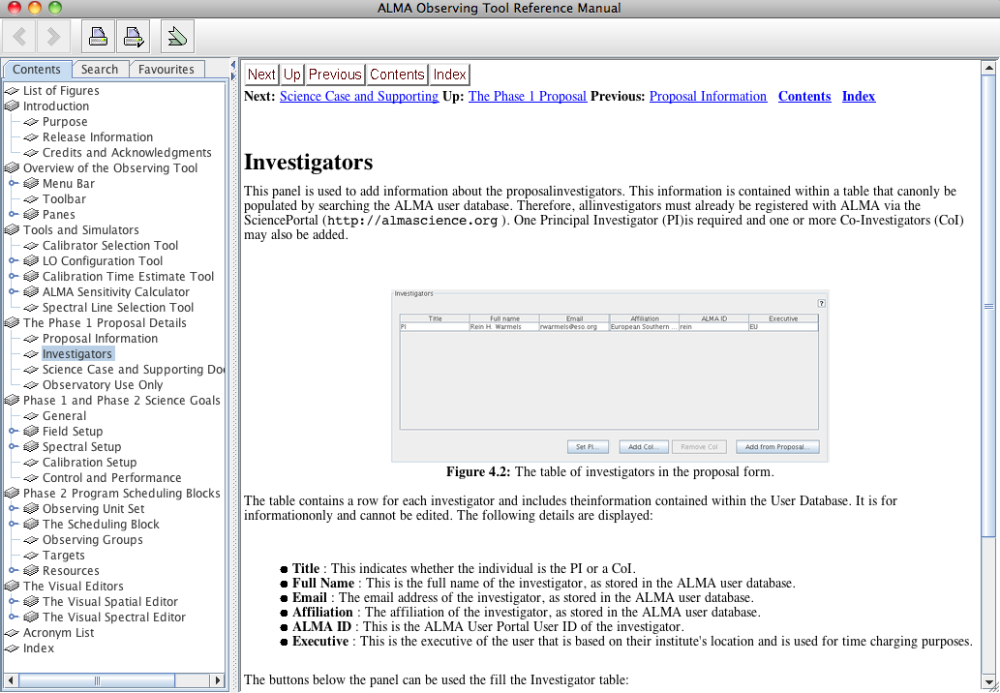 ALMA Observing Tool Reference Manual
Contents Search Favourites
List of Figures
Introduction
Purpose
Release Information
Credits and Acknowledgments
Overview of the Observing Tool
Menu Bar
Toolbar
Panes
Tools and Simulators
Calibrator Selection Tool
LO Configuration Tool
Calibration Time Estimate Tool
ALMA Sensitivity Calculator
Spectral Line Selection Tool
The Phase 1 Proposal Details
Proposal Information
Investigators
Science Case and Supporting Do
Observatory Use Only
Phase 1 and Phase 2 Science Goals
General
Field Setup
Spectral Setup
Calibration Setup
Control and Performance
Phase 2 Program Scheduling Blocks
Observing Unit Set
The Scheduling Block
Observing Groups
Targets
Resources
The Visual Editors
The Visual Spatial Editor
The Visual Spectral Editor
Acronym List
Index
Next Up Previous Contents Index
Next: Science Case and Supporting Up: The Phase 1 Proposal Previous: Proposal Information Contents Index
Investigators
This panel is used to add information about the proposalinvestigators. This information is contained within a table that canonly be
populated by searching the ALMA user database. Therefore, allinvestigators must already be registered with ALMA via the
SciencePortal (http://almascience.org ). One Principal Investigator (PI)is required and one or more Co-Investigators (CoI)
may also be added.
Investigators
?
Title Full name Email Affiliation ALMA ID Executive
PI Rein H. Warmels rwarmels@eso.org European Southern ... rein EU
Set PI... Add CoI... Remove CoI Add from Proposal...
Figure 4.2: The table of investigators in the proposal form.
The table contains a row for each investigator and includes theinformation contained within the User Database. It is for
informationonly and cannot be edited. The following details are displayed:
Title : This indicates whether the individual is the PI or a CoI.
Full Name : This is the full name of the investigator, as stored in the ALMA user database.
Email : The email address of the investigator, as stored in the ALMA user database.
Affiliation : The affiliation of the investigator, as stored in the ALMA user database.
ALMA ID : This is the ALMA User Portal User ID of the investigator.
Executive : This is the executive of the user that is based on their institute's location and is used for time charging purposes.
The buttons below the panel can be used the fill the Investigator table: